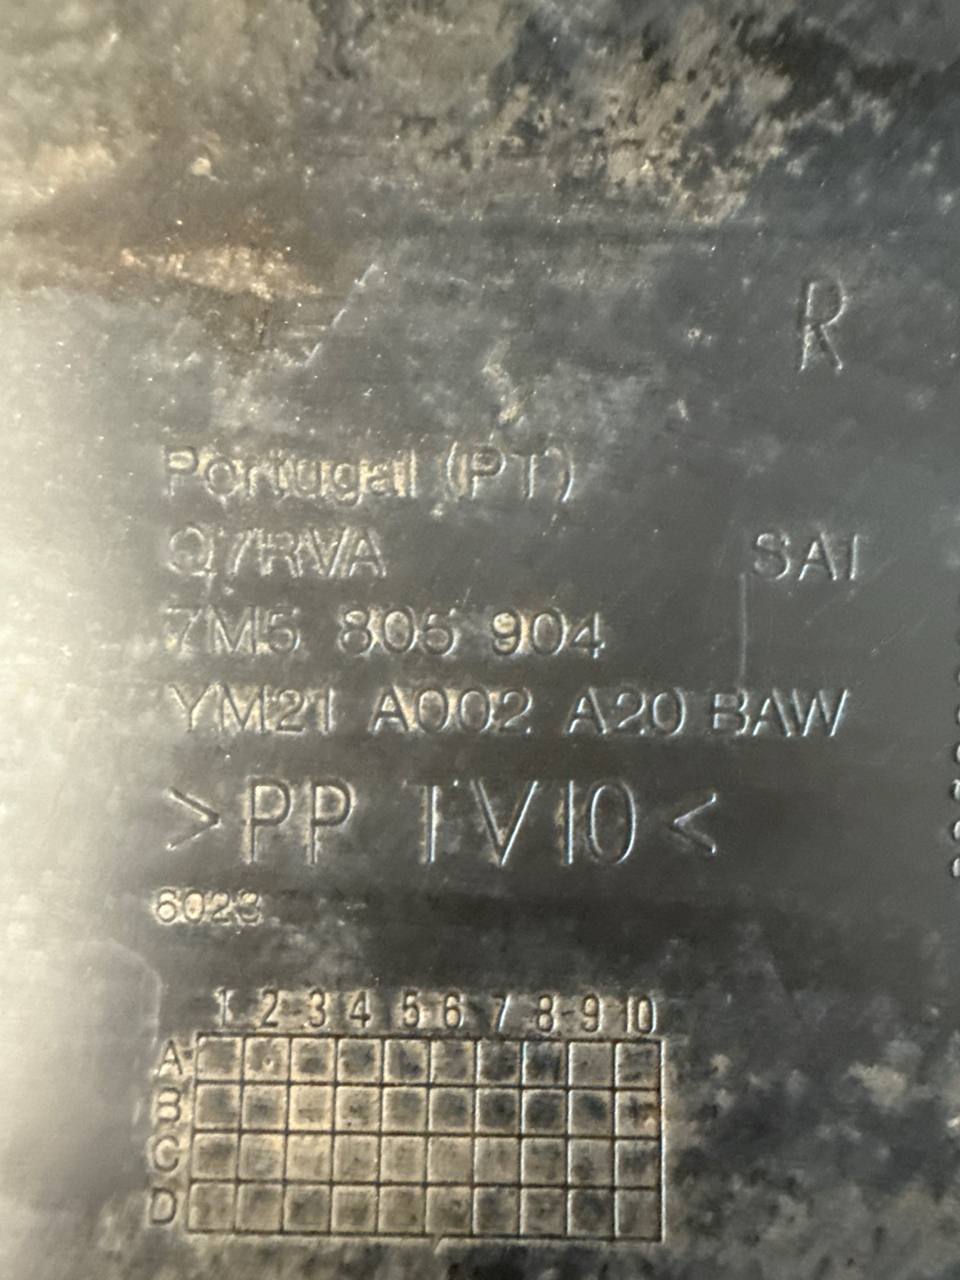 R
Portugal (PT)
Q7RVA SAI
7M5 805 904
YM21 A002 A20 BAW
>PP TV10<
6023
1 2 3 4 5 6 7 8 9 10
A
B
C
D